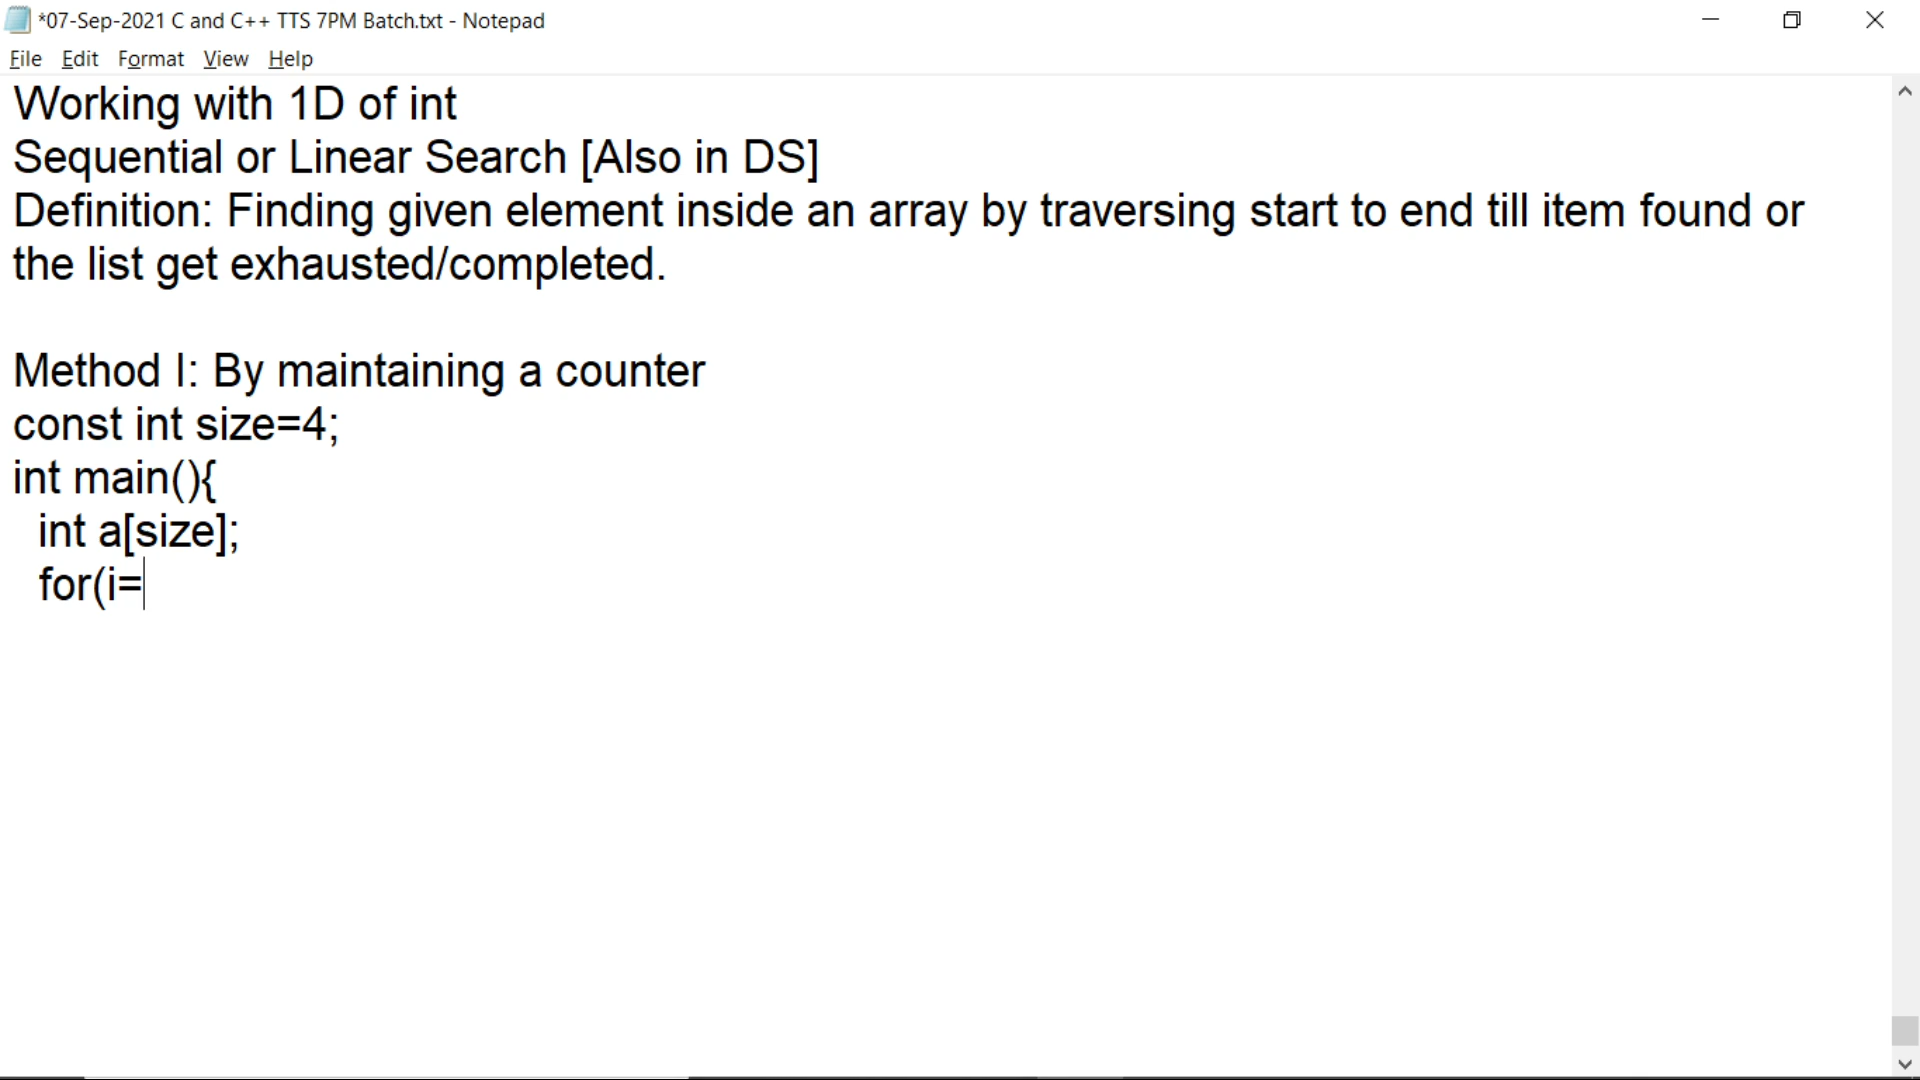 *07-Sep-2021 C and C++ TTS 7PM Batch.txt - Notepad
File Edit Format View Help
Working with 1D of int
Sequential or Linear Search [Also in DS]
Definition: Finding given element inside an array by traversing start to end till item found or
the list get exhausted/completed.
Method I: By maintaining a counter
const int size=4;
int main(){
int a[size];
for(i=